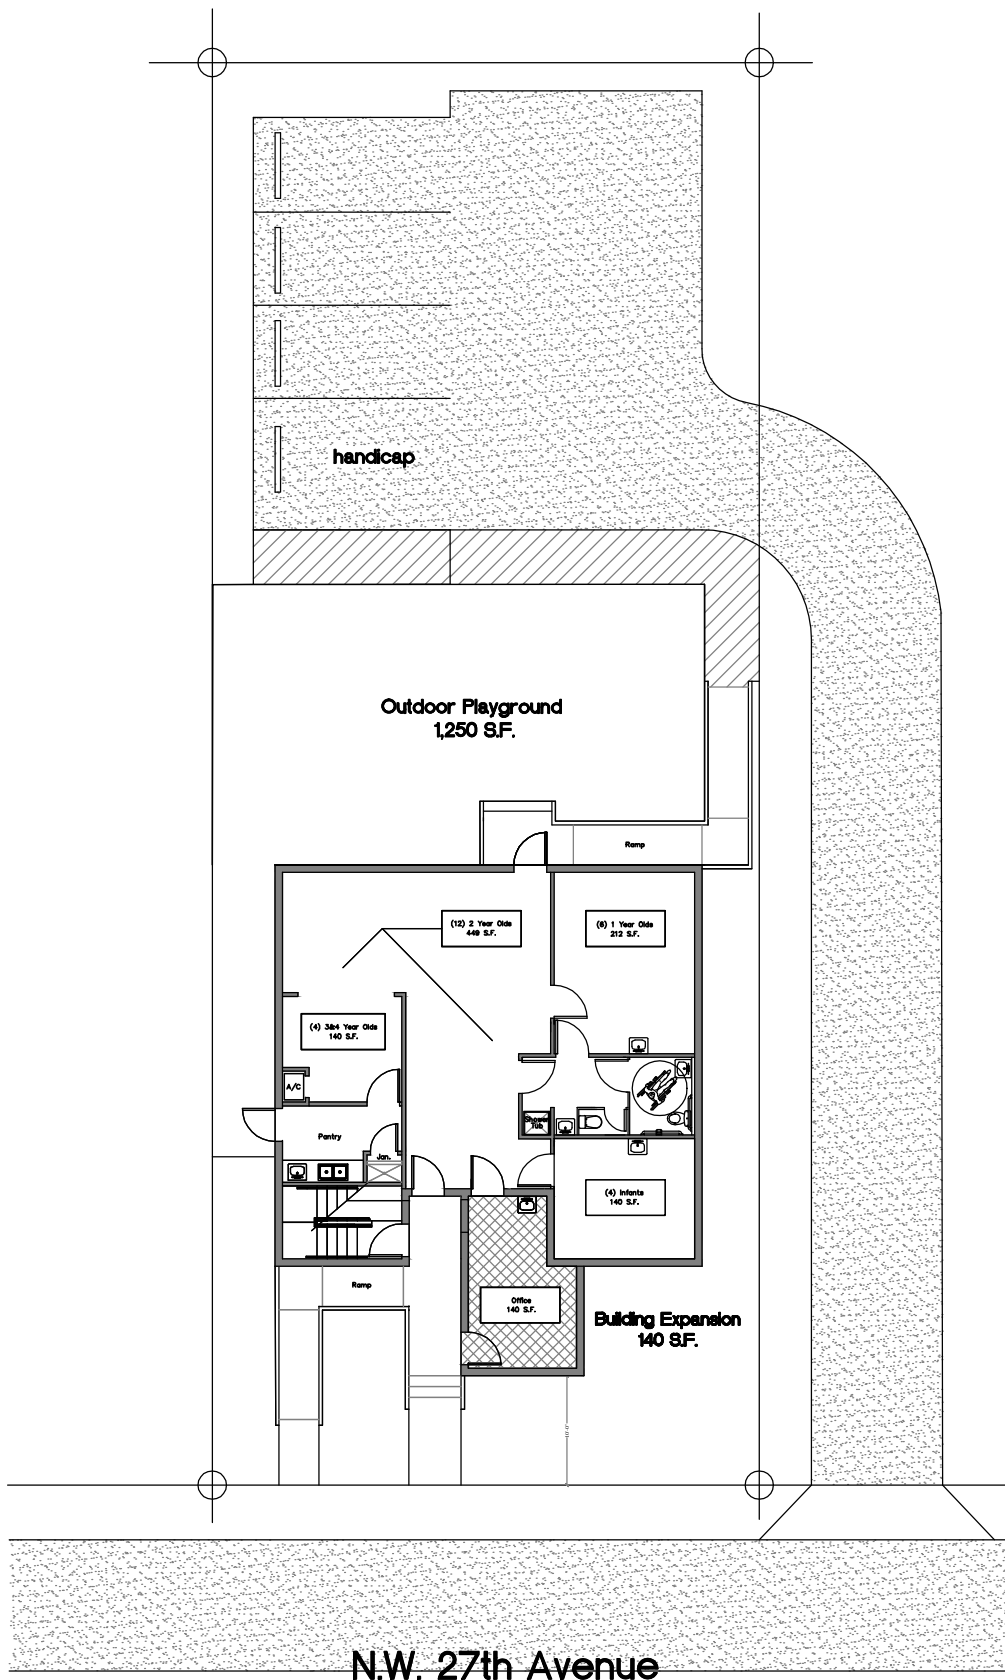 handicap
Outdoor Playground
1,250 S.F.
Ramp
(12) 2 Year Olds
449 S.F.
(6) 1 Year Olds
212 S.F.
(4) 3&4 Year Olds
140 S.F.
A/C
Shower
Tub
Pantry
Jan.
(4) Infants
140 S.F.
Ramp
Office
140 S.F.
Building Expansion
140 S.F.
N.W. 27th Avenue